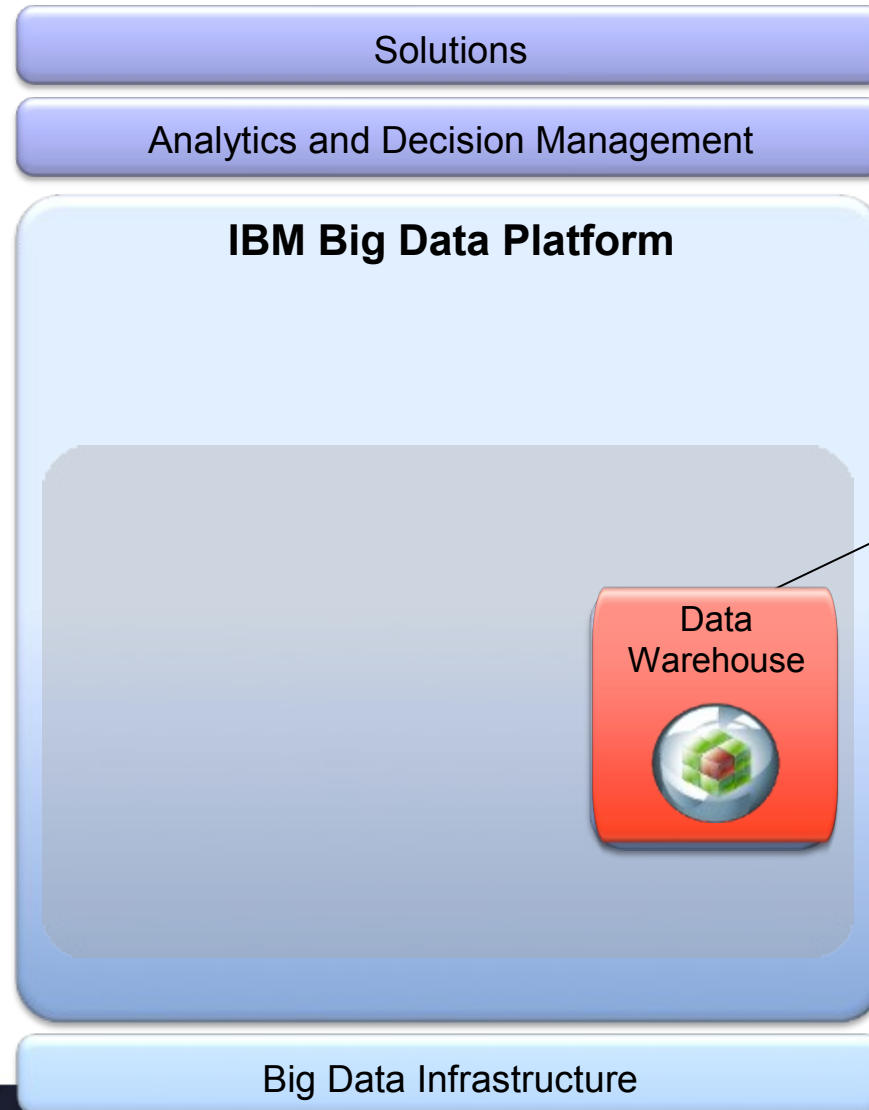 Solutions
Analytics and Decision Management
IBM Big Data Platform
Data
Warehouse
Big Data Infrastructure